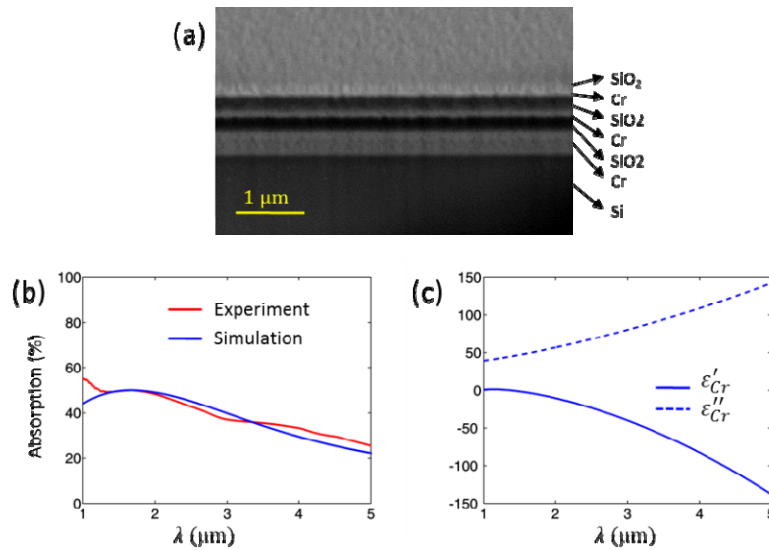 (a)
SiO₂
Cr
SiO2
Cr
SiO2
Cr
Si
1 μm
(b)
100
80
60
40
20
0
Absorption (%)
Experiment
Simulation
1
2
3
4
5
λ (μm)
(c)
150
100
50
0
-50
-100
-150
ε′Cr
ε″Cr
1
2
3
4
5
λ (μm)